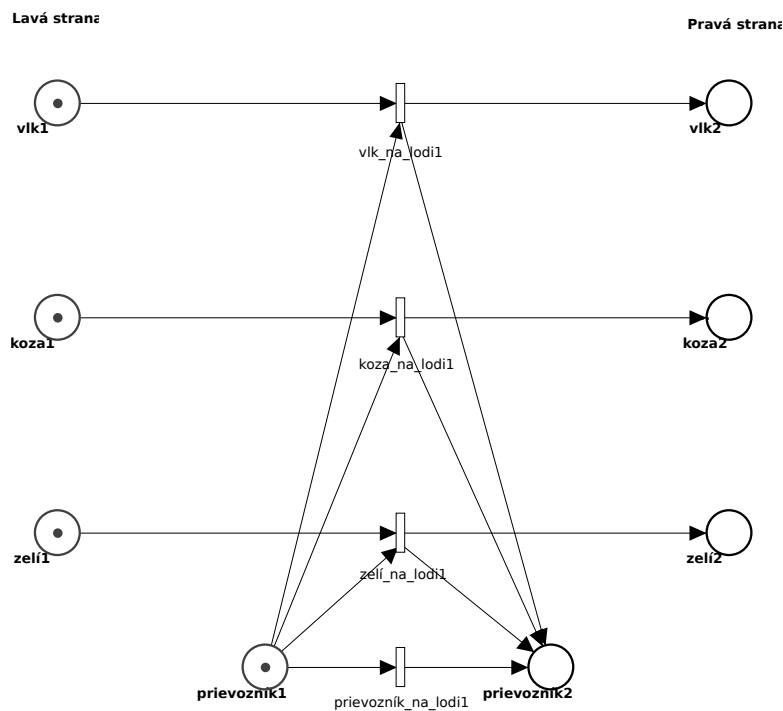 Lavá strana
Pravá strana
vlk1
vlk2
vlk_na_lodi1
koza1
koza2
koza_na_lodi1
zelí1
zelí2
zelí_na_lodi1
prievozník1
prievozník2
prievozník_na_lodi1